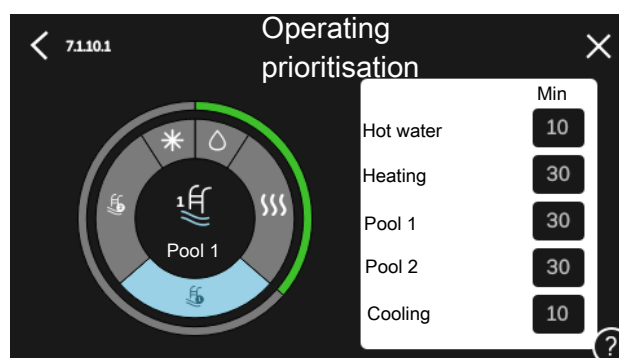 7.1.10.1
Operating
prioritisation
Min
Hot water 10
Heating 30
1
Pool 1
Pool 1 30
Pool 2 30
Cooling 10
?